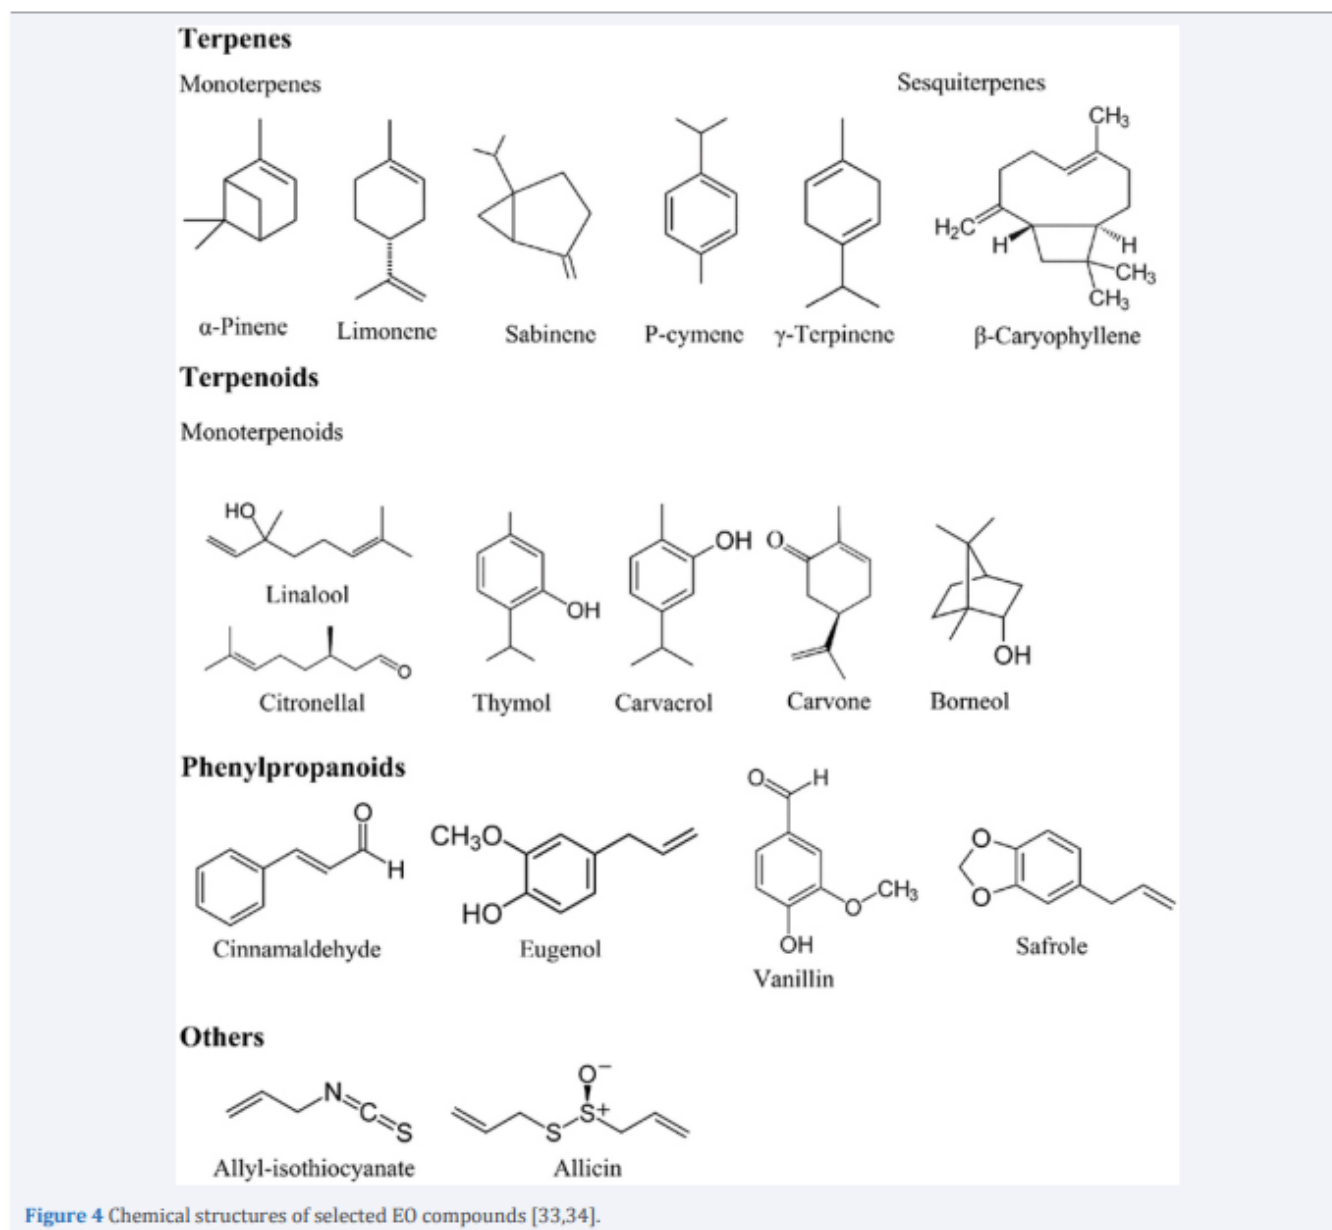 Terpenes
Monoterpenes
Sesquiterpenes
CH₃
H₂C
H
H
CH₃
CH₃
α-Pinene
Limonene
Sabinene
P-cymene
γ-Terpinene
β-Caryophyllene
Terpenoids
Monoterpenoids
HO
OH
OH
O
Linalool
O
OH
Citronellal
Thymol
Carvacrol
Carvone
Borneol
Phenylpropanoids
O
H
CH₃O
HO
O
H
O
CH₃
OH
O
O
Cinnamaldehyde
Eugenol
Vanillin
Safrole
Others
N
C
S
O⁻
S⁺
S
Allyl-isothiocyanate
Allicin
Figure 4 Chemical structures of selected EO compounds [33,34].